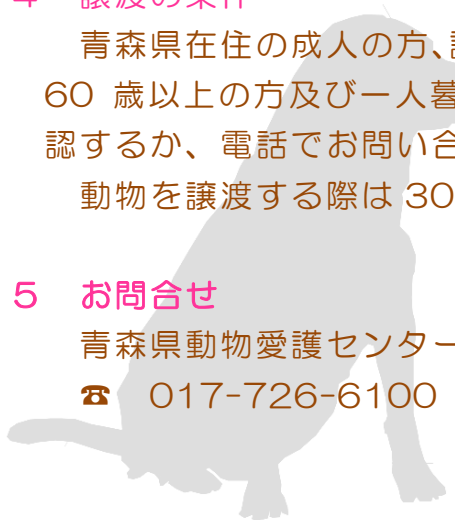 4 譲渡の条件
青森県在住の成人の方、
60 歳以上の方及び一人暮
認するか、電話でお問い合
動物を譲渡する際は 30
5 お問合せ
青森県動物愛護センター
☎ 017-726-6100